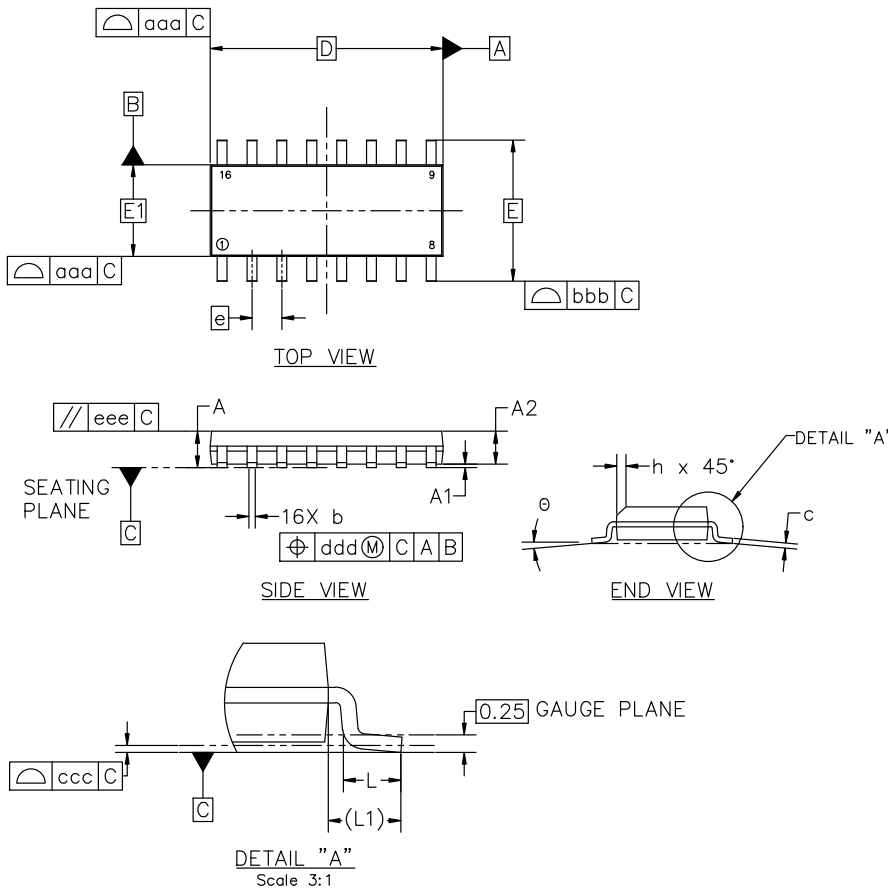 aaa C
D
A
B
16
9
E1
E
1
8
aaa C
bbb C
e
TOP VIEW
// eee C
A
A2
SEATING
PLANE
C
A1
16X b
ddd Ⓜ C A B
SIDE VIEW
h x 45°
DETAIL "A"
Θ
c
END VIEW
0.25 GAUGE PLANE
ccc C
C
L
(L1)
DETAIL "A"
Scale 3:1